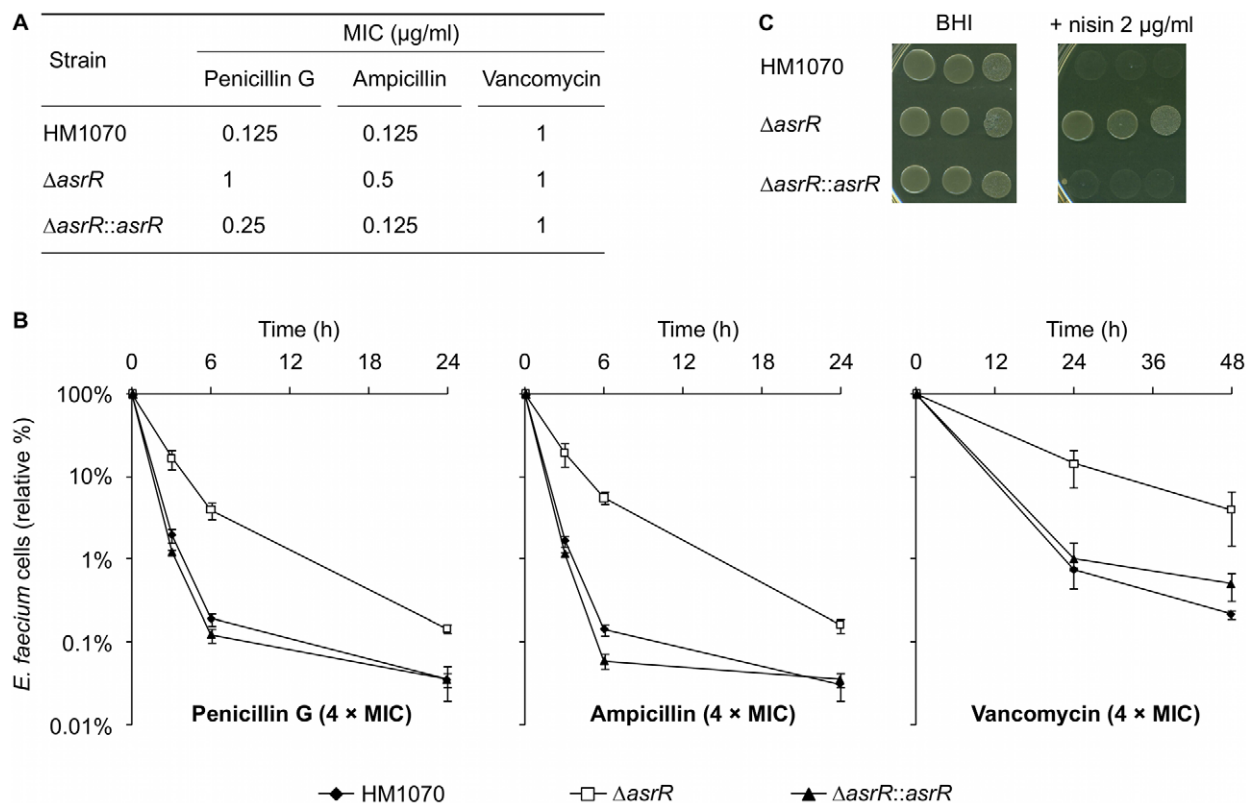 A
MIC (µg/ml)
Strain
Penicillin G Ampicillin Vancomycin
HM1070 0.125 0.125 1
ΔasrR 1 0.5 1
ΔasrR::asrR 0.25 0.125 1
C
BHI + nisin 2 µg/ml
HM1070
ΔasrR
ΔasrR::asrR
B
Time (h) Time (h) Time (h)
0 6 12 18 24 0 6 12 18 24 0 12 24 36 48
E. faecium cells (relative %)
100%
10%
1%
0.1%
0.01%
Penicillin G (4 × MIC) Ampicillin (4 × MIC) Vancomycin (4 × MIC)
HM1070 ΔasrR ΔasrR::asrR